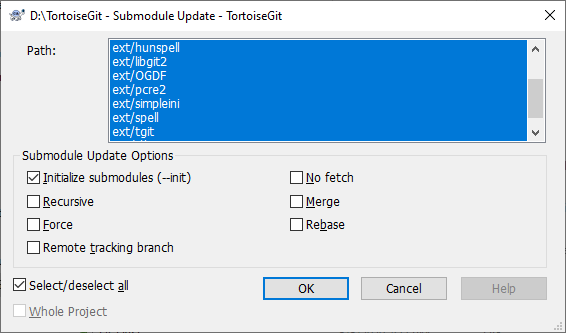 D:\TortoiseGit - Submodule Update - TortoiseGit
Path:
ext/hunspell
ext/libgit2
ext/OGDF
ext/pcre2
ext/simpleini
ext/spell
ext/tgit
Submodule Update Options
Initialize submodules (--init)
No fetch
Recursive
Merge
Force
Rebase
Remote tracking branch
Select/deselect all
OK
Cancel
Help
Whole Project